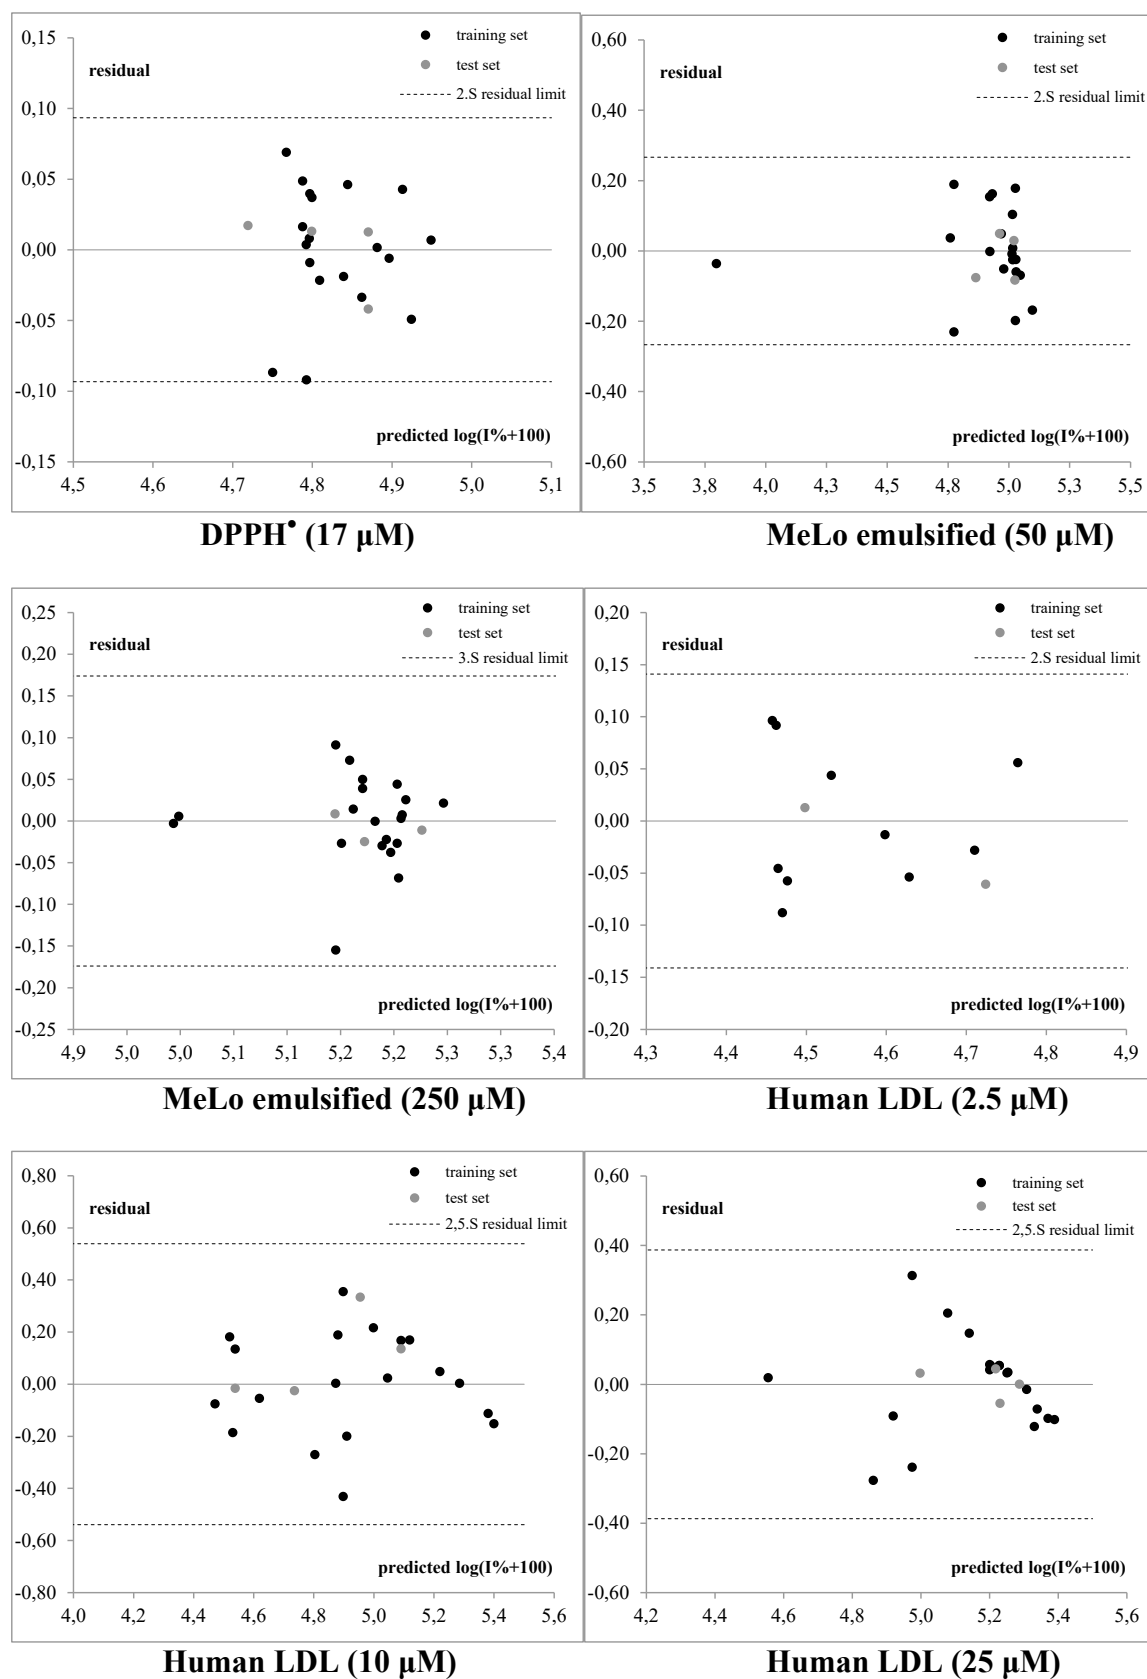 0,15
0,10
0,05
0,00
-0,05
-0,10
-0,15
residual
training set
test set
2.S residual limit
predicted log(I%+100)
4,5 4,6 4,7 4,8 4,9 5,0 5,1
DPPH• (17 μM)
0,60
0,40
0,20
0,00
-0,20
-0,40
-0,60
residual
training set
test set
2.S residual limit
predicted log(I%+100)
3,5 3,8 4,0 4,3 4,5 4,8 5,0 5,3 5,5
MeLo emulsified (50 μM)
0,25
0,20
0,15
0,10
0,05
0,00
-0,05
-0,10
-0,15
-0,20
-0,25
residual
training set
test set
3.S residual limit
predicted log(I%+100)
4,9 5,0 5,0 5,1 5,1 5,2 5,2 5,3 5,4
MeLo emulsified (250 μM)
0,20
0,15
0,10
0,05
0,00
-0,05
-0,10
-0,15
-0,20
residual
training set
test set
2.S residual limit
predicted log(I%+100)
4,3 4,4 4,5 4,6 4,7 4,8 4,9
Human LDL (2.5 μM)
0,80
0,60
0,40
0,20
0,00
-0,20
-0,40
-0,60
-0,80
residual
training set
test set
2,5.S residual limit
predicted log(I%+100)
4,0 4,2 4,4 4,6 4,8 5,0 5,2 5,4 5,6
Human LDL (10 μM)
0,60
0,40
0,20
0,00
-0,20
-0,40
-0,60
residual
training set
test set
2,5.S residual limit
predicted log(I%+100)
4,2 4,4 4,6 4,8 5,0 5,2 5,4 5,6
Human LDL (25 μM)